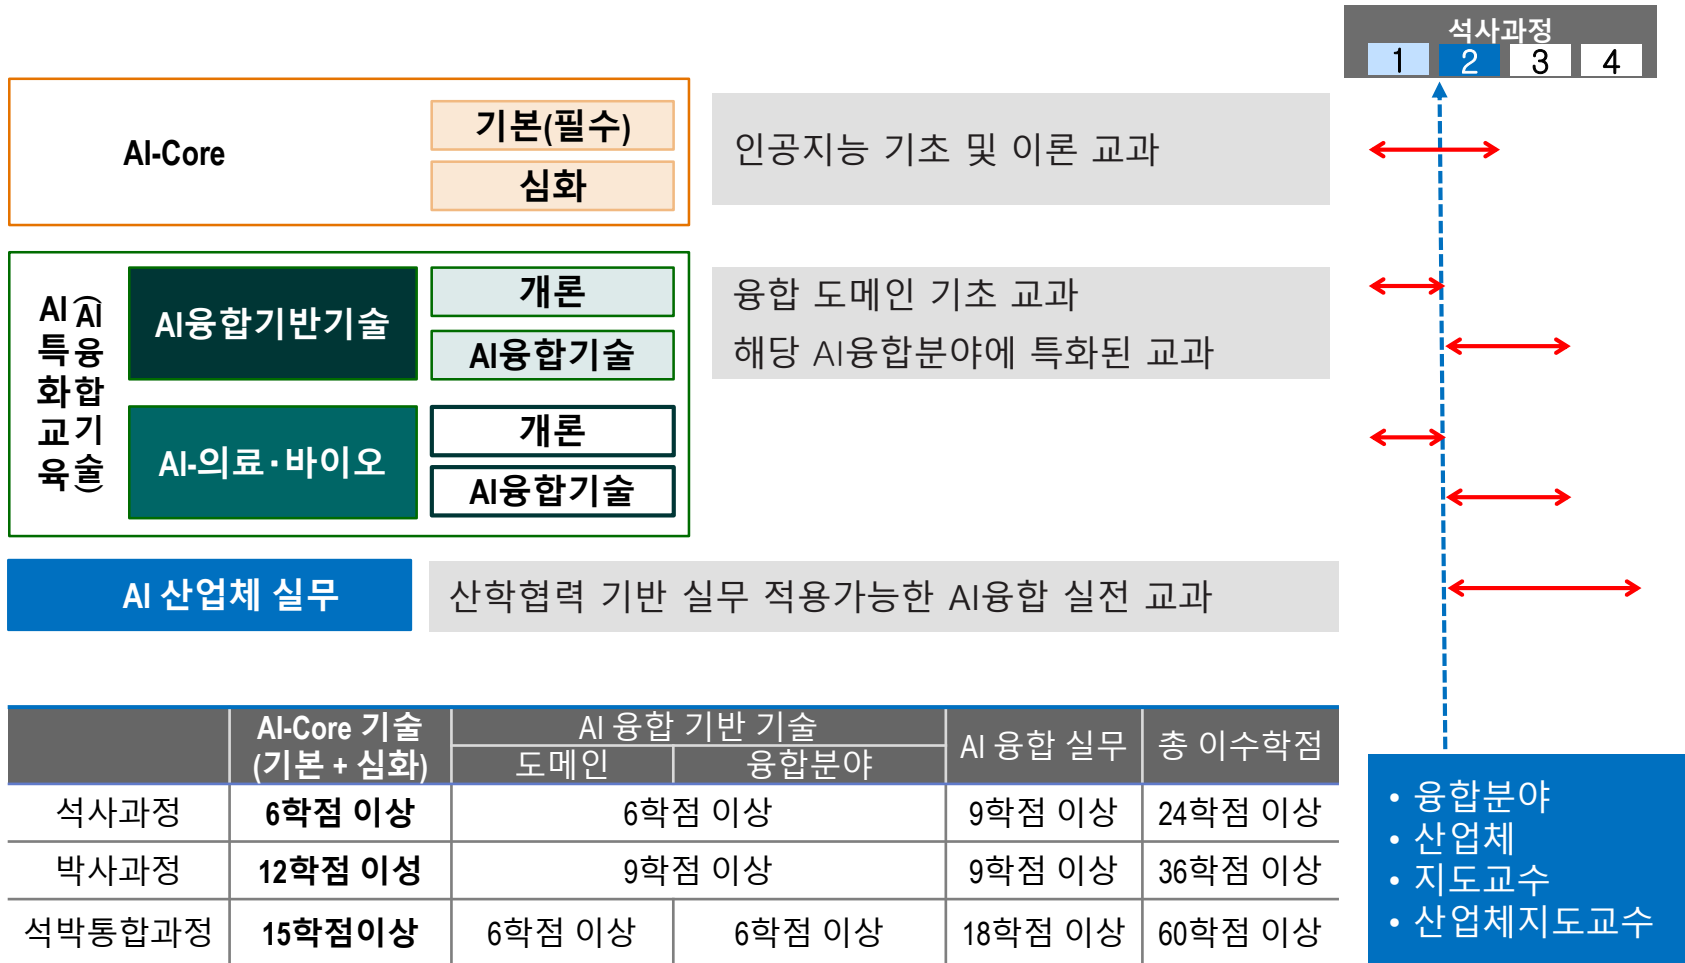 석사과정
1 2 3 4
AI-Core
기본(필수)
심화
인공지능 기초 및 이론 교과
AI 특화교육
(AI융합기술)
AI융합기반기술
개론
AI융합기술
융합 도메인 기초 교과
해당 AI융합분야에 특화된 교과
AI-의료·바이오
개론
AI융합기술
AI 산업체 실무
산학협력 기반 실무 적용가능한 AI융합 실전 교과
AI-Core 기술
(기본 + 심화)
AI 융합 기반 기술
도메인 융합분야
AI 융합 실무
총 이수학점
석사과정 6학점 이상 6학점 이상 9학점 이상 24학점 이상
박사과정 12학점 이성 9학점 이상 9학점 이상 36학점 이상
석박통합과정 15학점이상 6학점 이상 6학점 이상 18학점 이상 60학점 이상
• 융합분야
• 산업체
• 지도교수
• 산업체지도교수